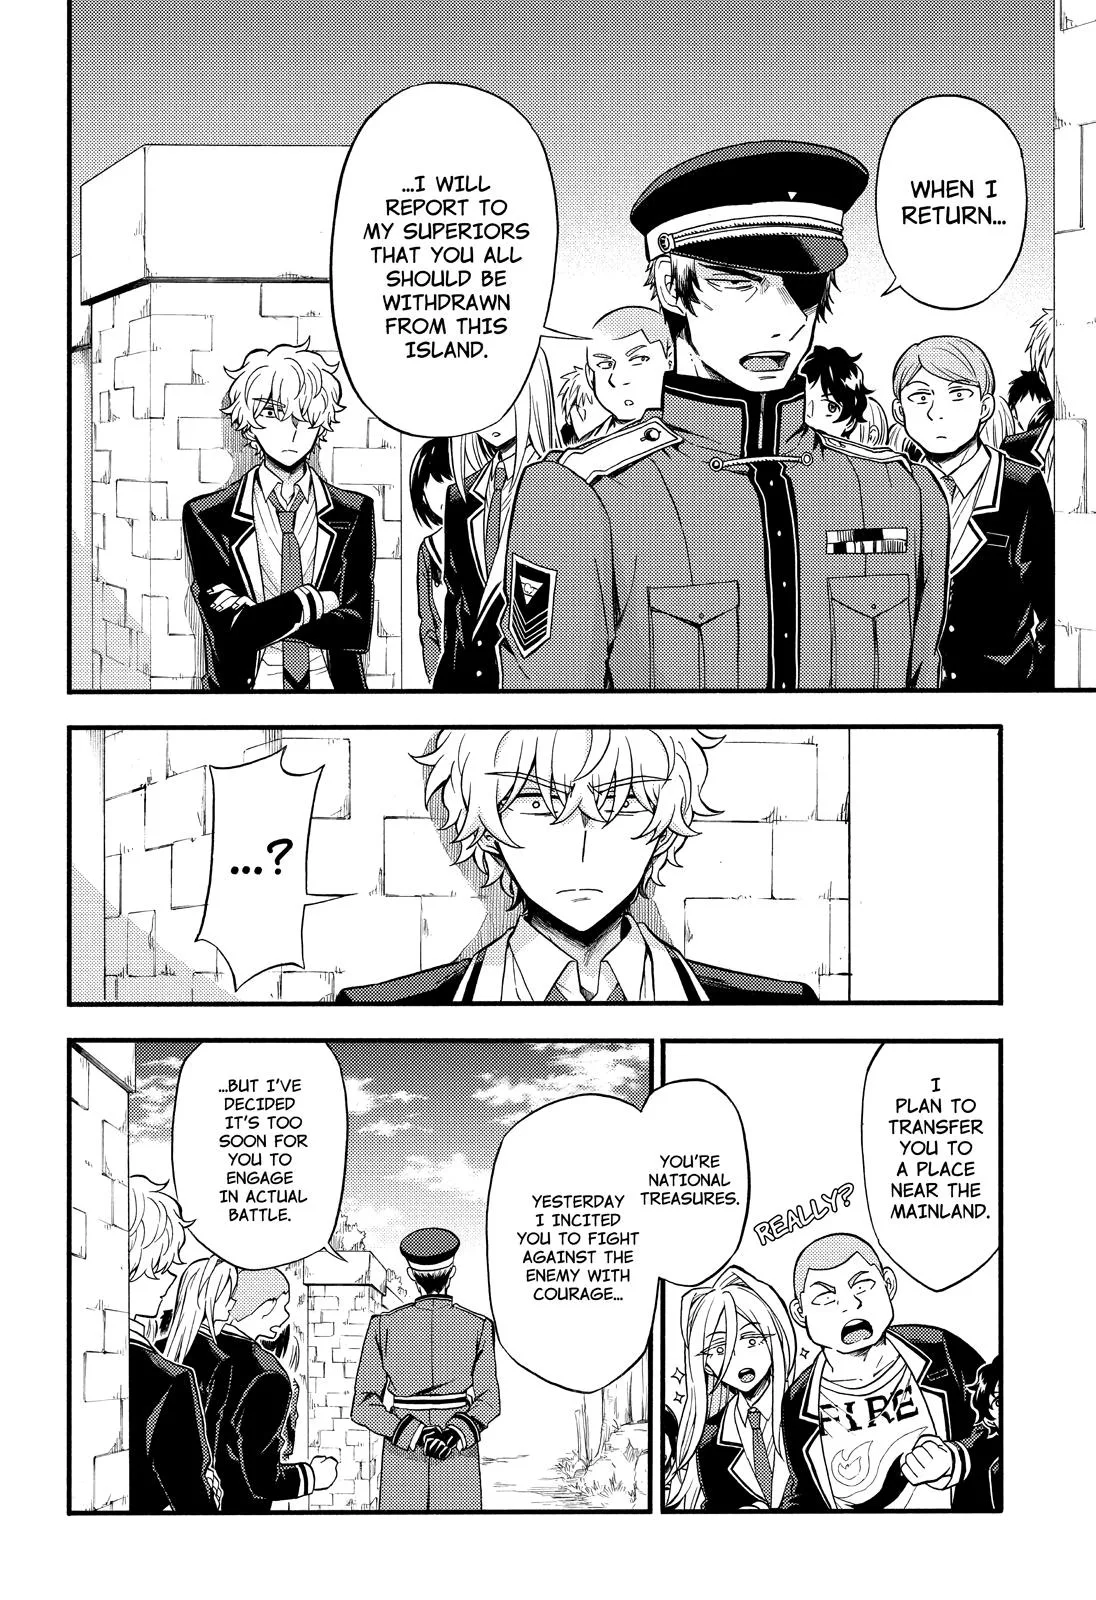 WHEN I
RETURN...
...I WILL
REPORT TO
MY SUPERIORS
THAT YOU ALL
SHOULD BE
WITHDRAWN
FROM THIS
ISLAND.
...?
I
PLAN TO
TRANSFER
YOU TO
A PLACE
NEAR THE
MAINLAND.
REALLY?
FIRE
YOU'RE
NATIONAL
TREASURES.
YESTERDAY
I INCITED
YOU TO FIGHT
AGAINST THE
ENEMY WITH
COURAGE...
...BUT I'VE
DECIDED
IT'S TOO
SOON FOR
YOU TO
ENGAGE
IN ACTUAL
BATTLE.